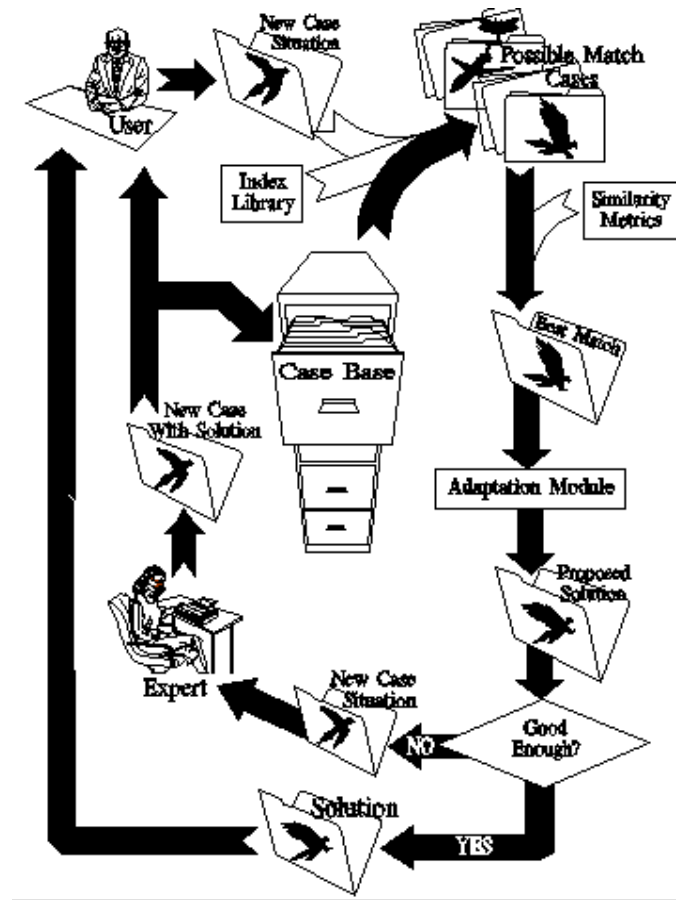 New Case
Situation
Possible Match
Cases
User
Index
Library
Similarity
Metrics
Best Match
Case Base
New Case
With Solution
Adaptation Module
Proposed
Solution
Expert
New Case
Situation
Good
Enough?
NO
Solution
YES